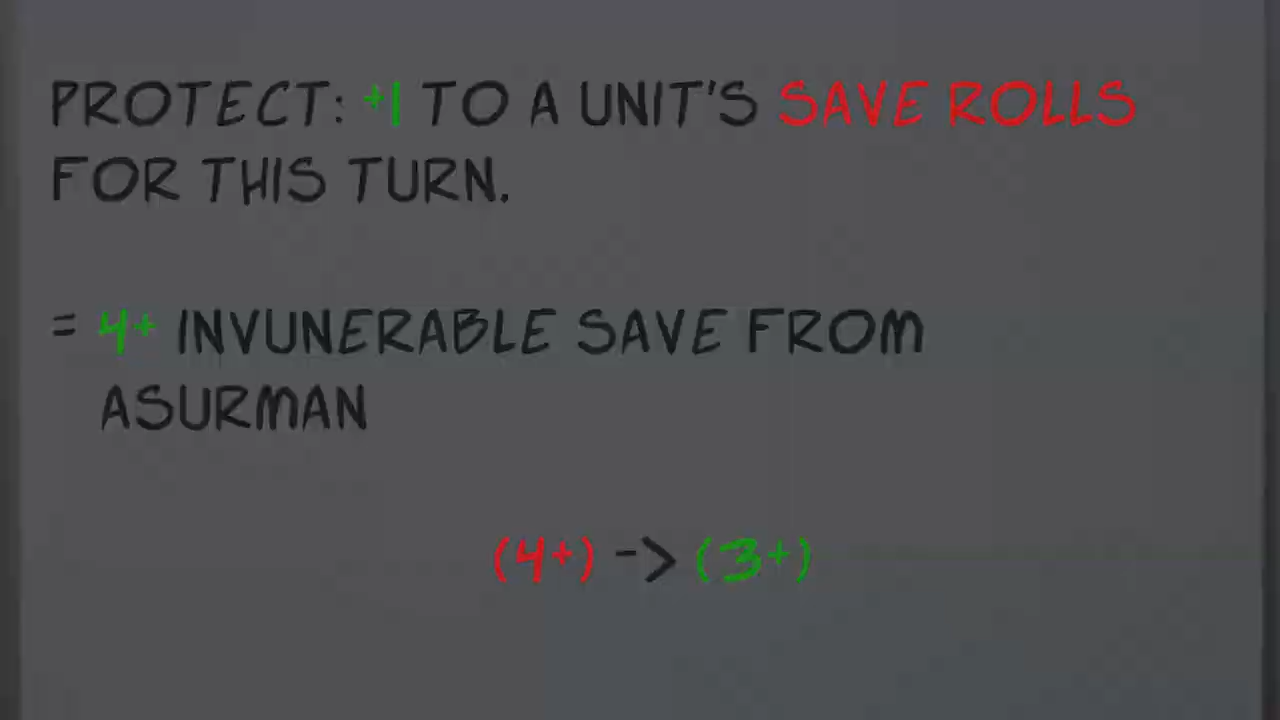 PROTECT: +1 TO A UNIT'S SAVE ROLLS
FOR THIS TURN.
= 4+ INVUNERABLE SAVE FROM
ASURMAN
(4+) -> (3+)